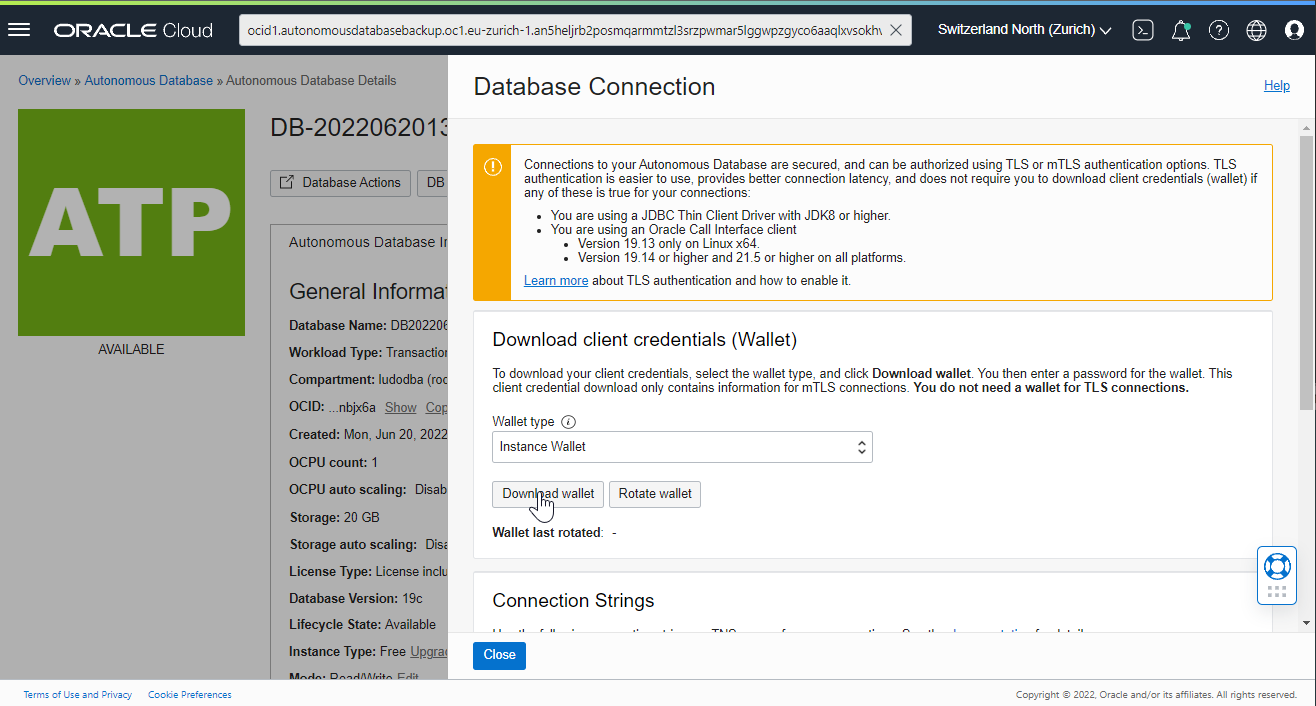 ORACLE Cloud
ocid1.autonomousdatabasebackup.oc1.eu-zurich-1.an5heljrb2posmqarmmtzl3srzpwmar5lggwpzgyco6aaqlxvsokhv
Switzerland North (Zurich)
Overview » Autonomous Database » Autonomous Database Details
ATP
AVAILABLE
DB-2022062013
Database Actions
DB
Autonomous Database In
General Informat
Database Name: DB202206
Workload Type: Transaction
Compartment: ludodba (roo
OCID: ...nbjx6a Show Cop
Created: Mon, Jun 20, 2022
OCPU count: 1
OCPU auto scaling: Disab
Storage: 20 GB
Storage auto scaling: Disa
License Type: License inclu
Database Version: 19c
Lifecycle State: Available
Instance Type: Free Upgrad
Mode: Read/Write Edit
Database Connection
Help
Connections to your Autonomous Database are secured, and can be authorized using TLS or mTLS authentication options. TLS
authentication is easier to use, provides better connection latency, and does not require you to download client credentials (wallet) if
any of these is true for your connections:
• You are using a JDBC Thin Client Driver with JDK8 or higher.
• You are using an Oracle Call Interface client
• Version 19.13 only on Linux x64.
• Version 19.14 or higher and 21.5 or higher on all platforms.
Learn more about TLS authentication and how to enable it.
Download client credentials (Wallet)
To download your client credentials, select the wallet type, and click Download wallet. You then enter a password for the wallet. This
client credential download only contains information for mTLS connections. You do not need a wallet for TLS connections.
Wallet type
Instance Wallet
Download wallet
Rotate wallet
Wallet last rotated: -
Connection Strings
Close
Terms of Use and Privacy Cookie Preferences
Copyright © 2022, Oracle and/or its affiliates. All rights reserved.